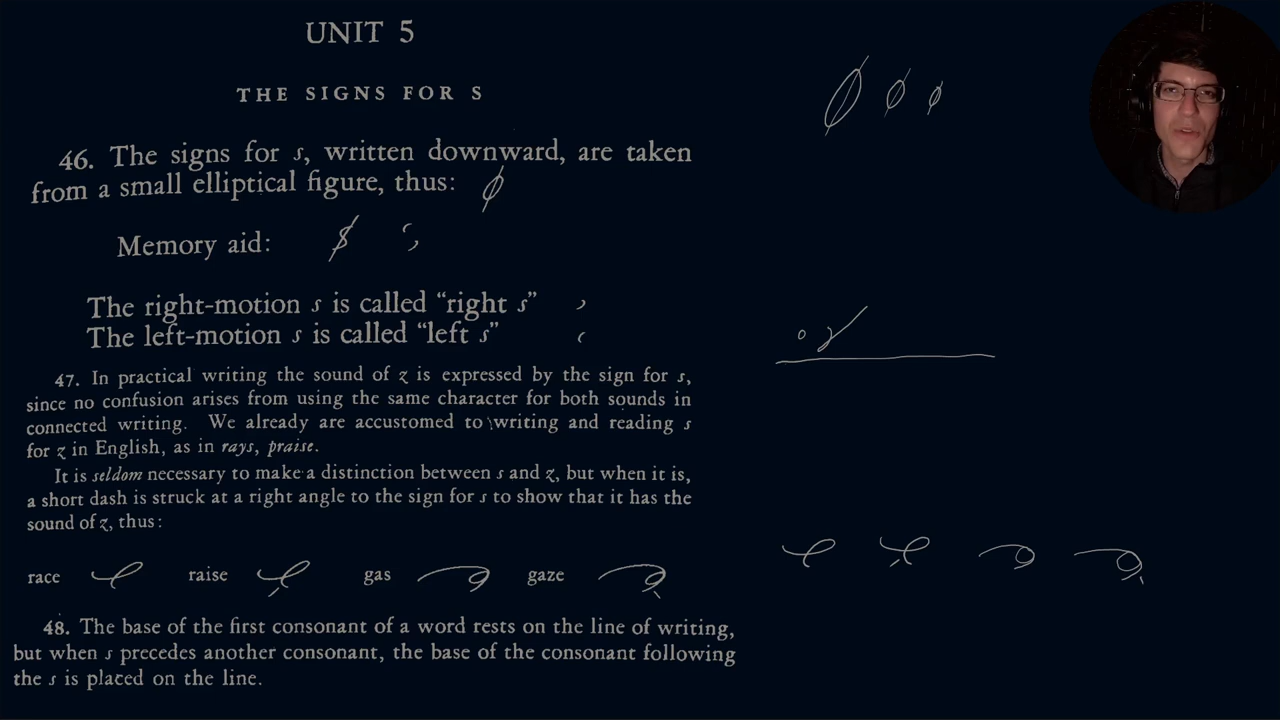 UNIT 5
THE SIGNS FOR S
46. The signs for s, written downward, are taken
from a small elliptical figure, thus:
Memory aid:
The right-motion s is called “right s”
The left-motion s is called “left s”
47. In practical writing the sound of z is expressed by the sign for s,
since no confusion arises from using the same character for both sounds in
connected writing. We already are accustomed to writing and reading s
for z in English, as in rays, praise.
It is seldom necessary to make a distinction between s and z, but when it is,
a short dash is struck at a right angle to the sign for s to show that it has the
sound of z, thus:
race raise gas gaze
48. The base of the first consonant of a word rests on the line of writing,
but when s precedes another consonant, the base of the consonant following
the s is placed on the line.